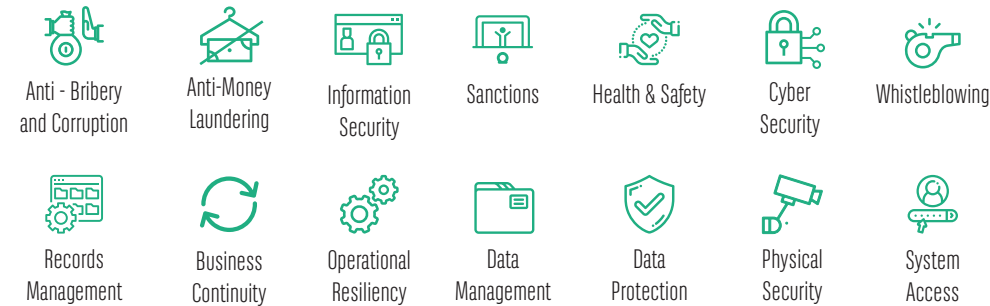 Anti - Bribery
and Corruption
Anti-Money
Laundering
Information
Security
Sanctions
Health & Safety
Cyber
Security
Whistleblowing
Records
Management
Business
Continuity
Operational
Resiliency
Data
Management
Data
Protection
Physical
Security
System
Access